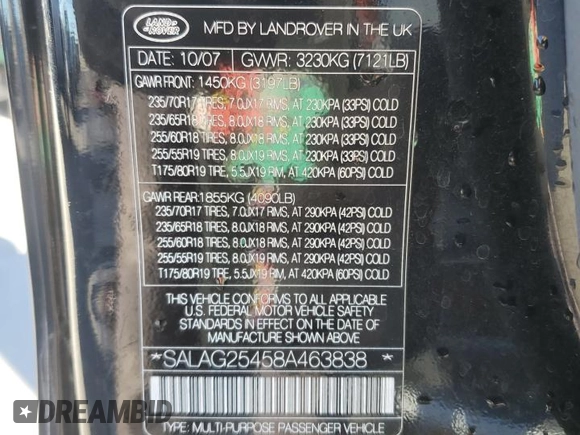 LAND ROVER
MFD BY LANDROVER IN THE UK
DATE: 10/07 GVWR: 3230KG (7121LB)
GAWR FRONT: 1450KG (3197LB)
235/70R17 TIRES, 7.0JX17 RIMS, AT 230KPA (33PSI) COLD
235/65R18 TIRES, 8.0JX18 RIMS, AT 230KPA (33PSI) COLD
255/60R18 TIRES, 8.0JX18 RIMS, AT 230KPA (33PSI) COLD
255/55R19 TIRES, 8.0JX19 RIMS, AT 230KPA (33PSI) COLD
T175/80R19 TIRE, 5.5JX19 RIM, AT 420KPA (60PSI) COLD
GAWR REAR: 1855KG (4090LB)
235/70R17 TIRES, 7.0JX17 RIMS, AT 290KPA (42PSI) COLD
235/65R18 TIRES, 8.0JX18 RIMS, AT 290KPA (42PSI) COLD
255/60R18 TIRES, 8.0JX18 RIMS, AT 290KPA (42PSI) COLD
255/55R19 TIRES, 8.0JX19 RIMS, AT 290KPA (42PSI) COLD
T175/80R19 TIRE, 5.5JX19 RIM, AT 420KPA (60PSI) COLD
THIS VEHICLE CONFORMS TO ALL APPLICABLE
U.S. FEDERAL MOTOR VEHICLE SAFETY
STANDARDS IN EFFECT ON THE DATE OF
MANUFACTURE SHOWN ABOVE
*SALAG25458A463838 *
TYPE: MULTI-PURPOSE PASSENGER VEHICLE
DREAMBID